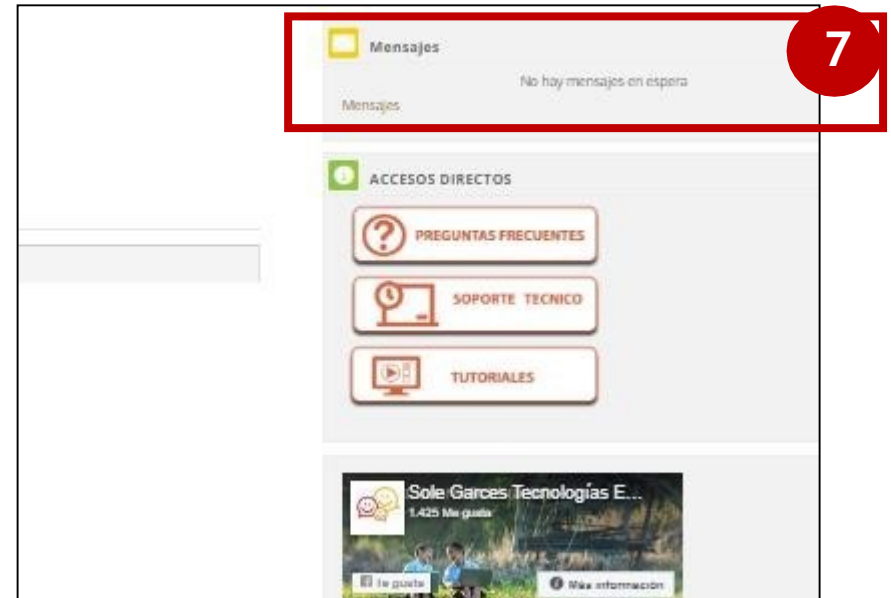 7
Mensajes
No hay mensajes en espera
Mensajes
ACCESOS DIRECTOS
PREGUNTAS FRECUENTES
SOPORTE TECNICO
TUTORIALES
Sole Garces Tecnologías E...
1.425 Me gusta
Te gusta
Más información